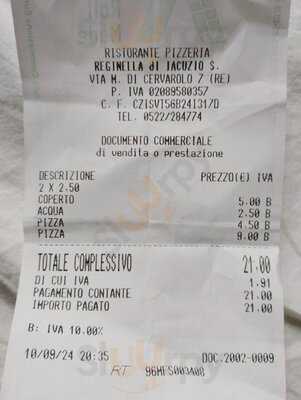 RISTORANTE PIZZERIA
REGINELLA di IACUZIO S.
VIA M. DI CERVAROLO 7 (RE)
P. IVA 02089580357
C. F. CZISVT56B24I317D
TEL. 0522/284774
DOCUMENTO COMMERCIALE
di vendita o prestazione
DESCRIZIONE PREZZO(€) IVA
2 X 2.50
COPERTO 5.00 B
ACQUA 2.50 B
PIZZA 4.50 B
PIZZA 9.00 B
TOTALE COMPLESSIVO 21.00
DI CUI IVA 1.91
PAGAMENTO CONTANTE 21.00
IMPORTO PAGATO 21.00
B: IVA 10.00%
10/09/24 20:35 DOC.2002-0009
RT 96MFS003408